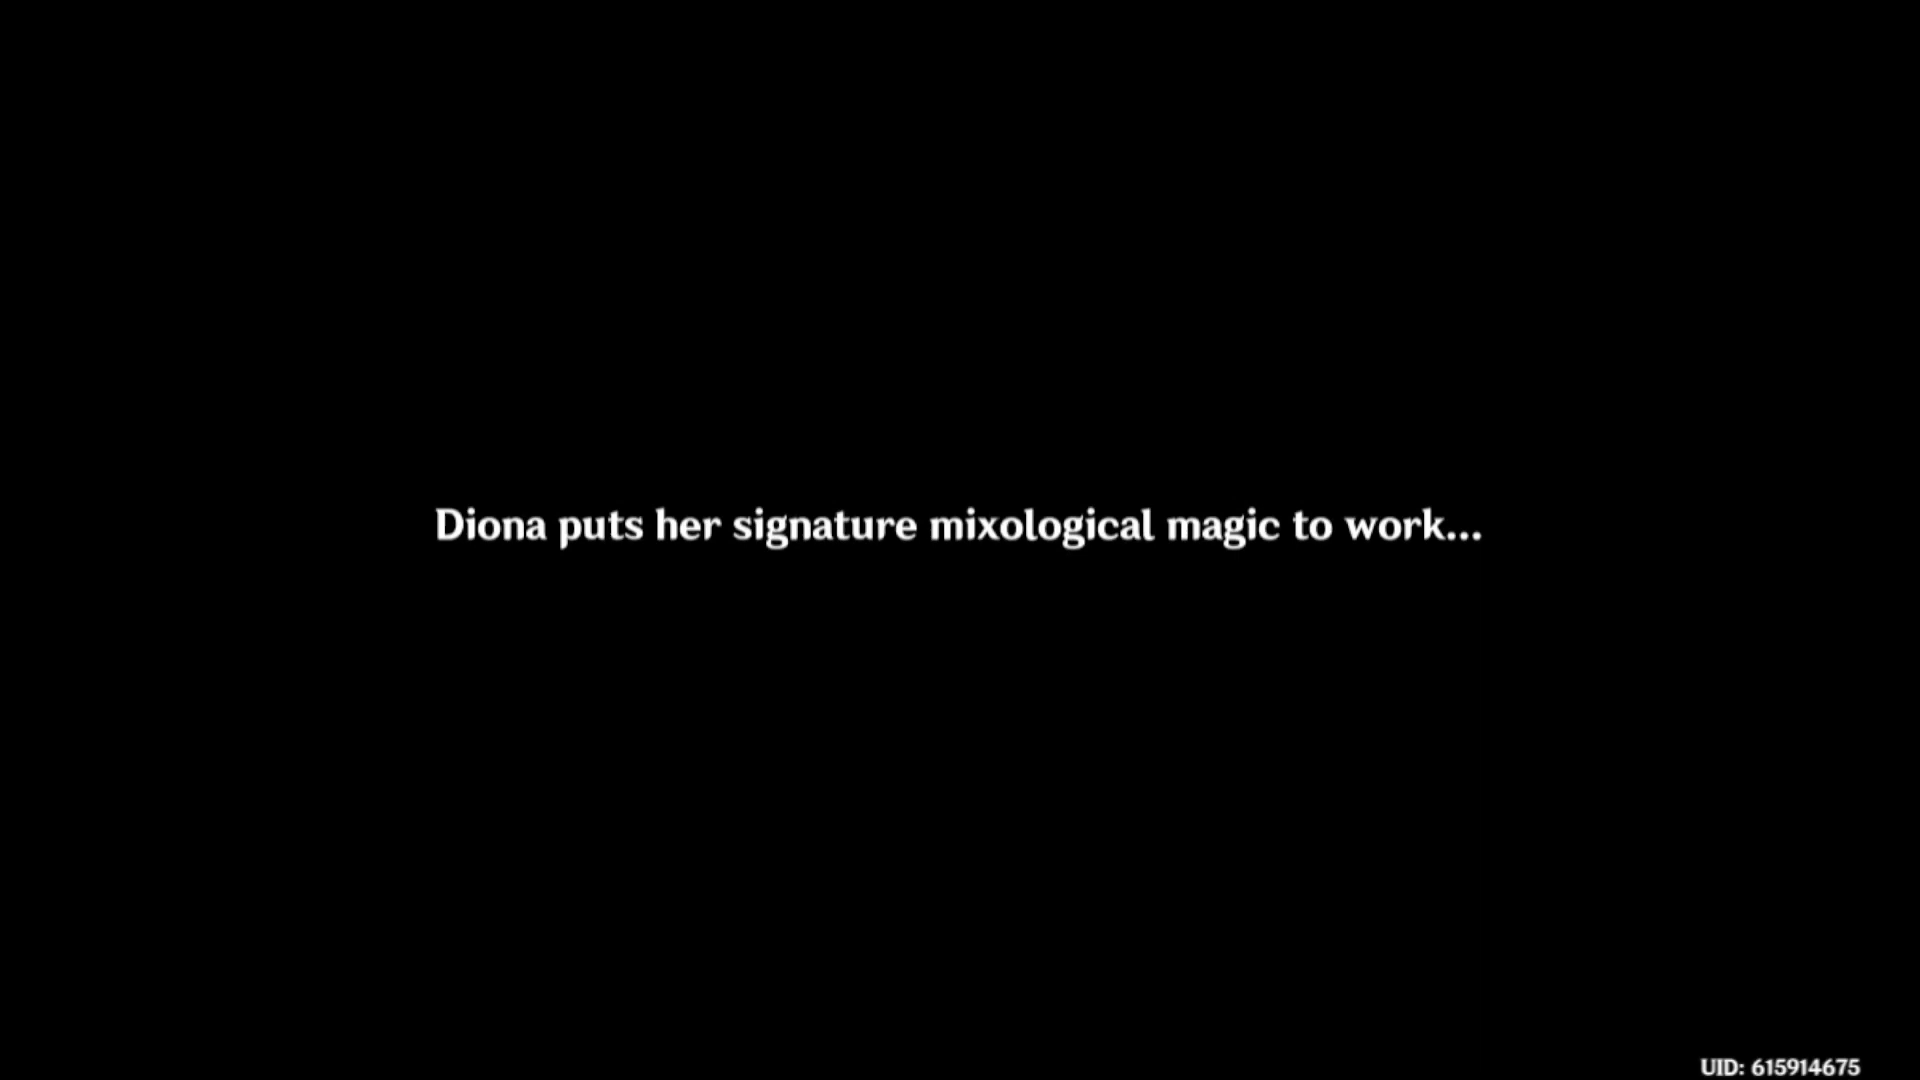 Diona puts her signature mixological magic to work...
UID: 615914675